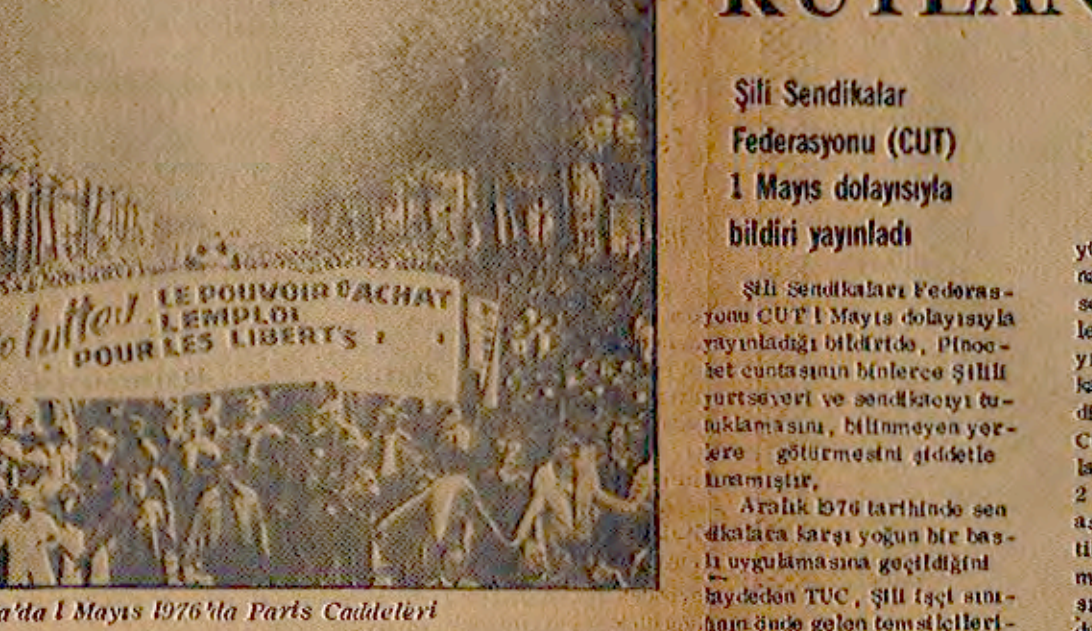 KUTLAN
lutted LE POUVOIR D'ACHAT
L'EMPLOI
POUR LES LIBERTS
a'da 1 Mayıs 1976'da Paris Caddeleri
Şili Sendikalar
Federasyonu (CUT)
1 Mayıs dolayısıyla
bildiri yayınladı
Şili Sendikaları Federas-
yonu CUT 1 Mayıs dolayısıyla
yayınladığı bildiride, Pinoc-
het cuntasının binlerce Şilili
yurtseveri ve sendikacıyı tu-
tuklamasını, bilinmeyen yer-
lere götürmesini şiddetle
kınamıştır.
Aralık 1976 tarihinde sen
dikalara karşı yoğun bir bas-
kı uygulamasına geçildiğini
kaydeden TUC, Şili işçi sını-
fının önde gelen temsilcileri-